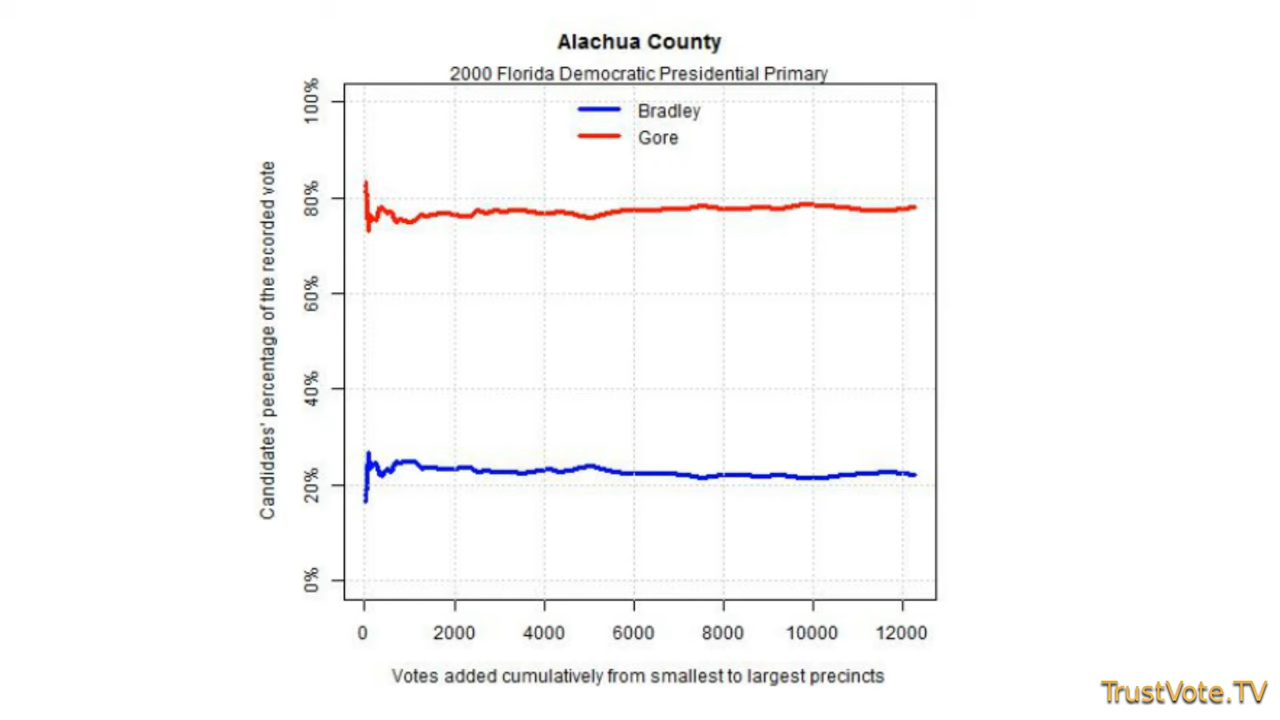 Alachua County
2000 Florida Democratic Presidential Primary
Bradley
Gore
Candidates' percentage of the recorded vote
100%
80%
60%
40%
20%
0%
0 2000 4000 6000 8000 10000 12000
Votes added cumulatively from smallest to largest precincts
TrustVote.TV